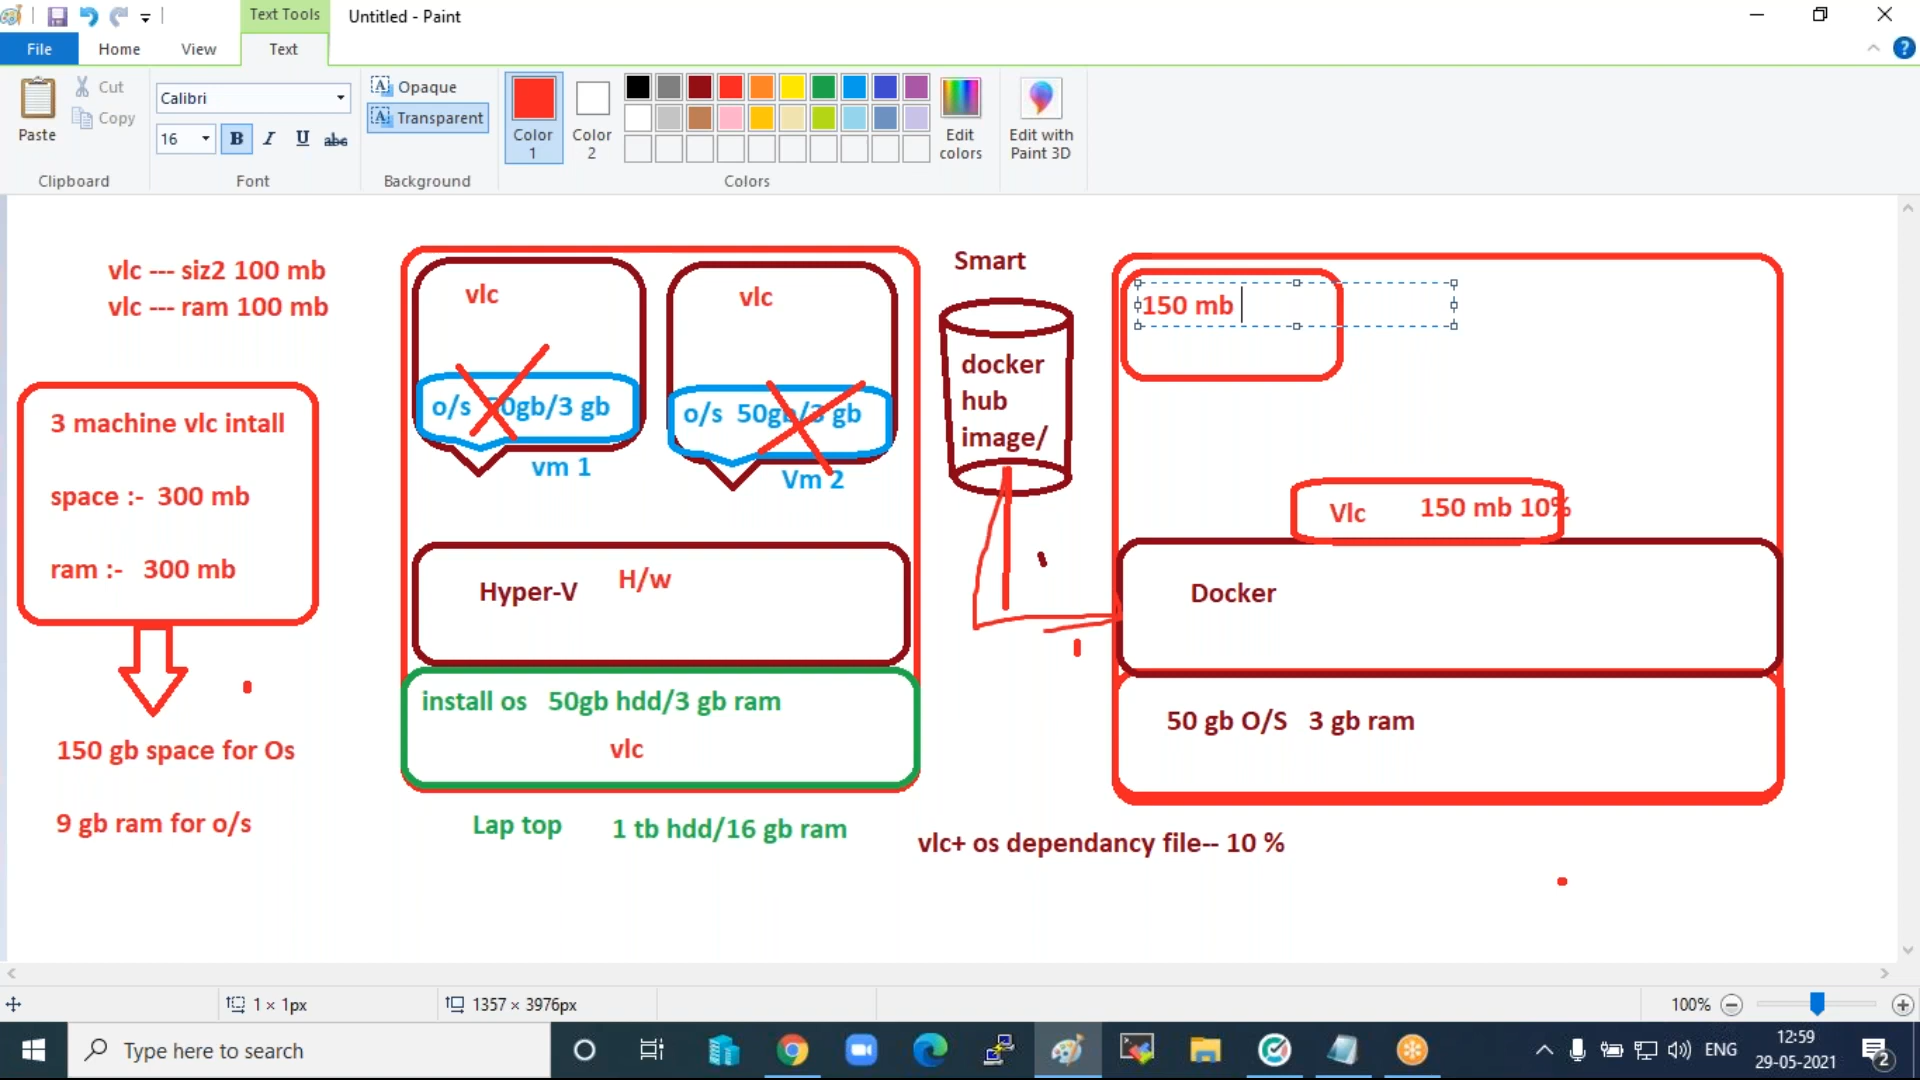 Text Tools
Untitled - Paint
File
Home
View
Text
Paste
Cut
Copy
Calibri
16
B
I
U
abc
Opaque
Transparent
Color
1
Color
2
Edit
colors
Edit with
Paint 3D
Clipboard
Font
Background
Colors
vlc --- siz2 100 mb
vlc --- ram 100 mb
3 machine vlc intall
space :- 300 mb
ram :- 300 mb
150 gb space for Os
9 gb ram for o/s
vlc
vlc
o/s 50gb/3 gb
o/s 50gb/3 gb
vm 1
Vm 2
Hyper-V
H/w
install os 50gb hdd/3 gb ram
vlc
Lap top
1 tb hdd/16 gb ram
Smart
docker
hub
image/
150 mb
Vlc
150 mb 10%
Docker
50 gb O/S 3 gb ram
vlc+ os dependancy file-- 10 %
1 × 1px
1357 × 3976px
100%
Type here to search
ENG
12:59
29-05-2021
2